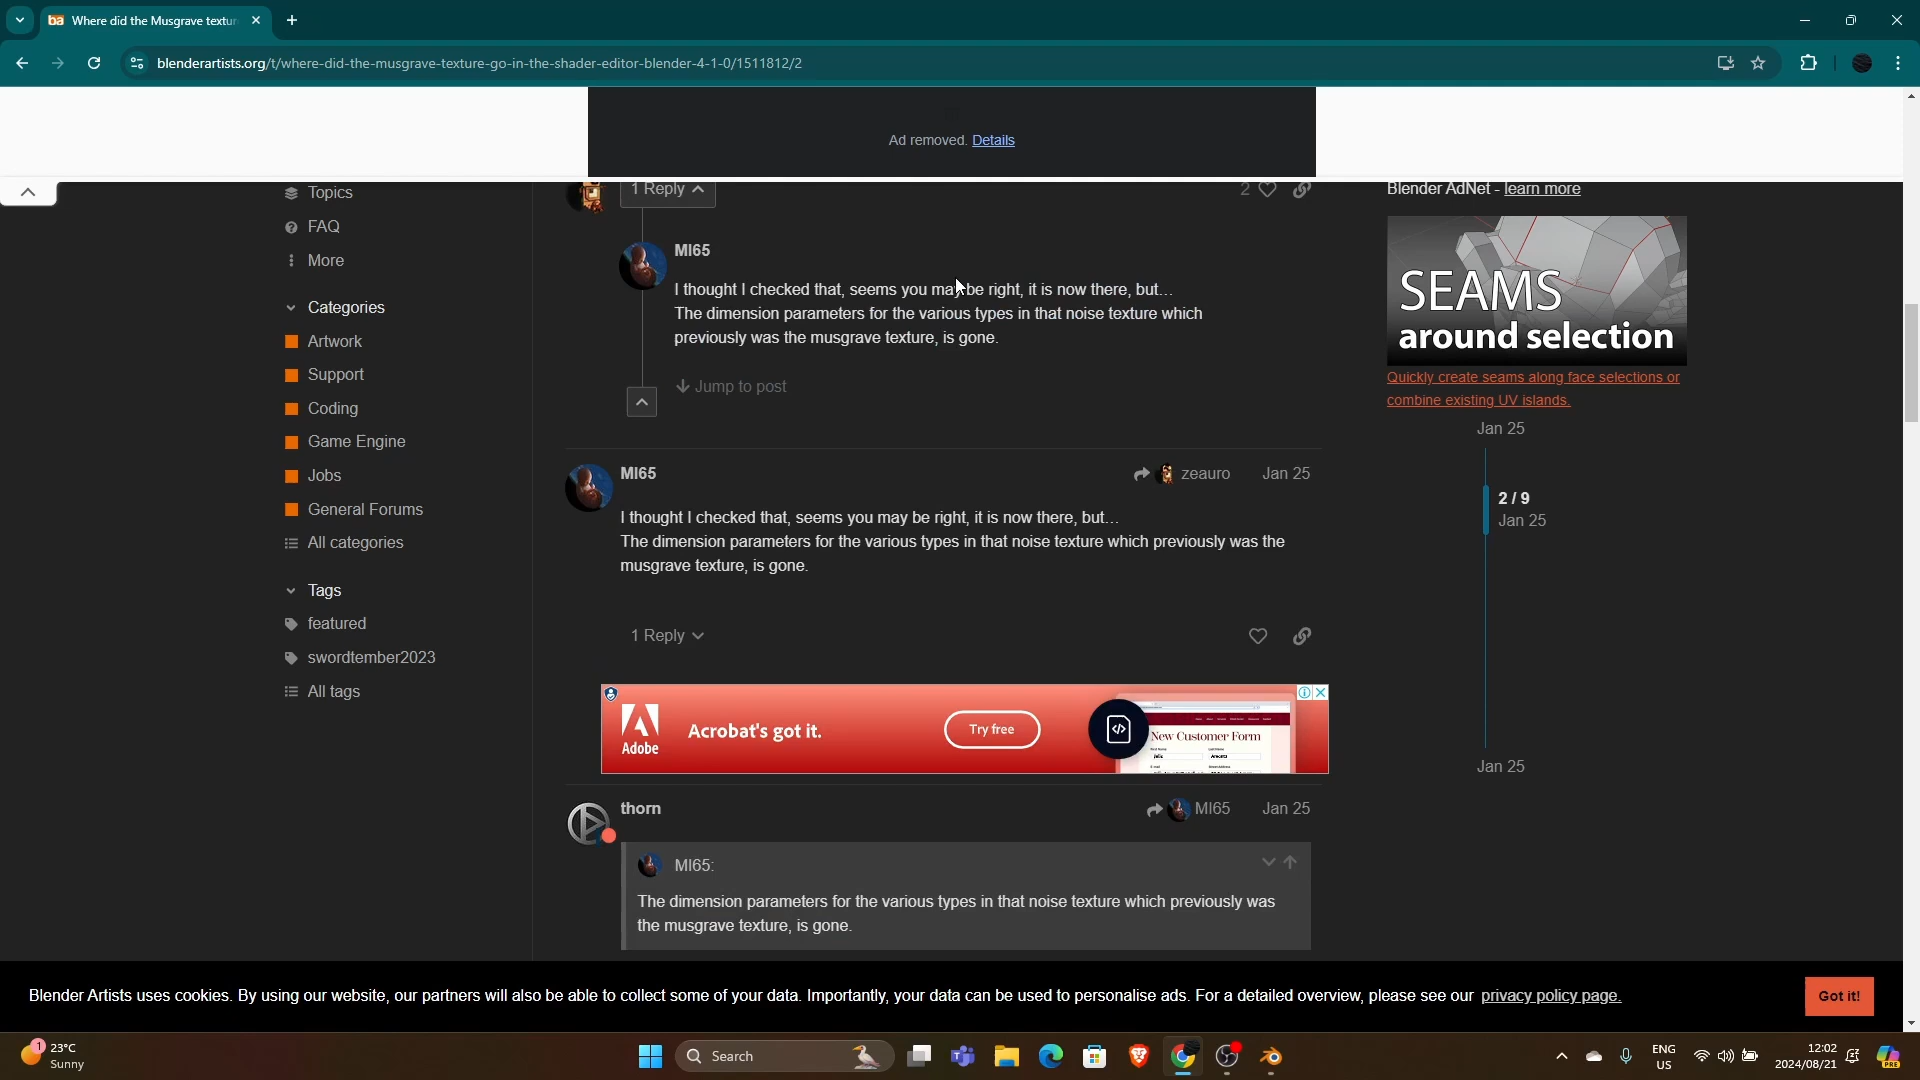 ba Where did the Musgrave textur
blenderartists.org/t/where-did-the-musgrave-texture-go-in-the-shader-editor-blender-4-1-0/1511812/2
Ad removed. Details
Topics
FAQ
More
Categories
Artwork
Support
Coding
Game Engine
Jobs
General Forums
All categories
Tags
featured
swordtember2023
All tags
1 Reply
2
MI65
I thought I checked that, seems you may be right, it is now there, but…
The dimension parameters for the various types in that noise texture which
previously was the musgrave texture, is gone.
Jump to post
MI65
zeauro Jan 25
I thought I checked that, seems you may be right, it is now there, but…
The dimension parameters for the various types in that noise texture which previously was the
musgrave texture, is gone.
1 Reply
Adobe
Acrobat's got it.
Try free
New Customer Form
thorn
MI65 Jan 25
MI65:
The dimension parameters for the various types in that noise texture which previously was
the musgrave texture, is gone.
Blender AdNet - learn more
SEAMS
around selection
Quickly create seams along face selections or
combine existing UV islands.
Jan 25
2 / 9
Jan 25
Jan 25
Blender Artists uses cookies. By using our website, our partners will also be able to collect some of your data. Importantly, your data can be used to personalise ads. For a detailed overview, please see our privacy policy page.
Got it!
1
23°C
Sunny
Search
ENG
US
12:02
2024/08/21
PRE